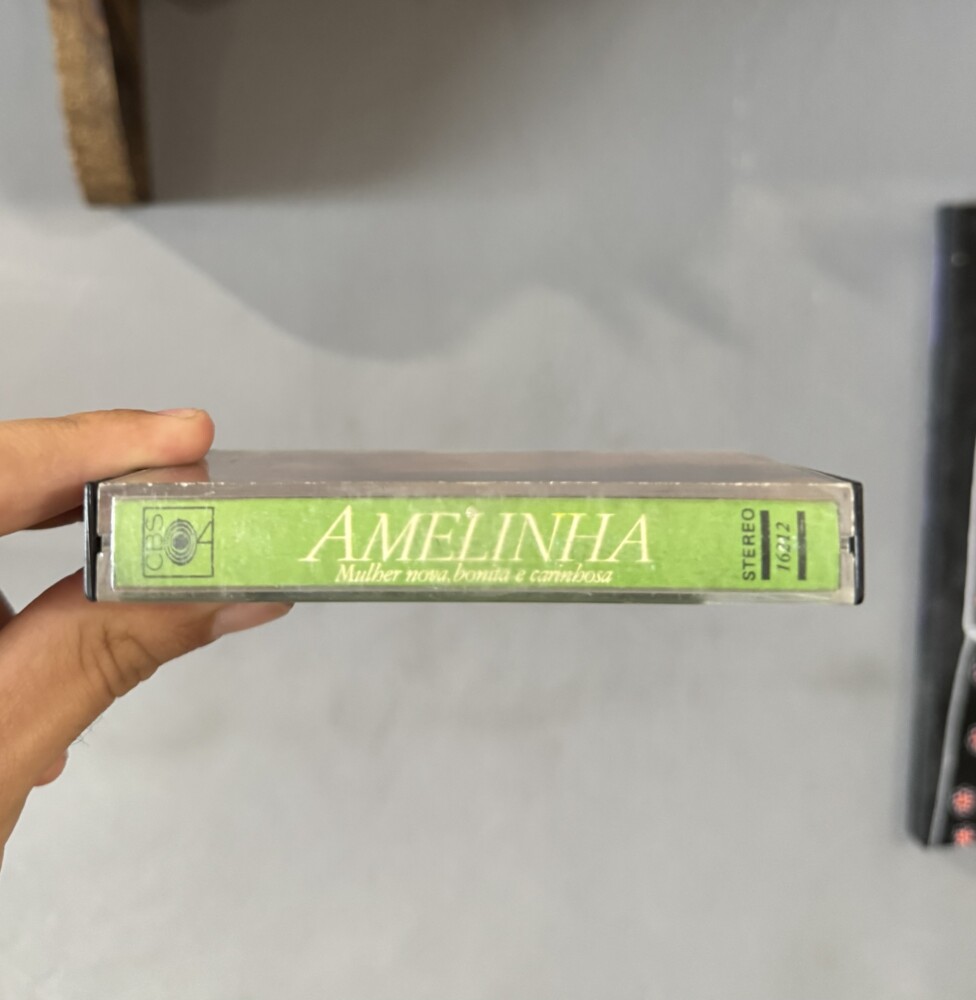 CBS
AMELINHA
Mulher nova, bonita e carinhosa
STEREO
16212